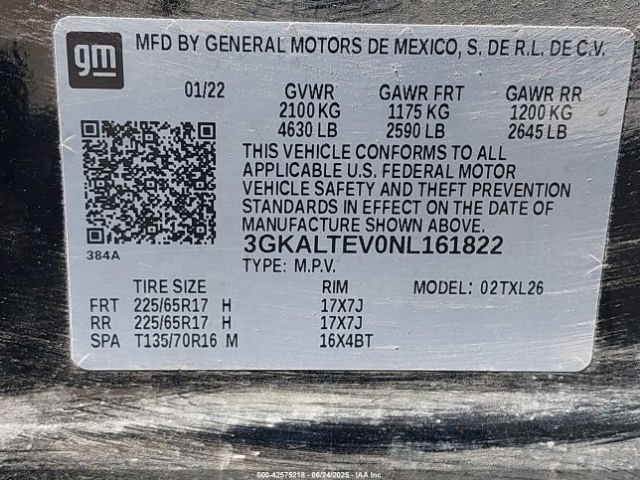 gm
MFD BY GENERAL MOTORS DE MEXICO, S. DE R.L. DE C.V.
01/22 GVWR GAWR FRT GAWR RR
2100 KG 1175 KG 1200 KG
4630 LB 2590 LB 2645 LB
THIS VEHICLE CONFORMS TO ALL
APPLICABLE U.S. FEDERAL MOTOR
VEHICLE SAFETY AND THEFT PREVENTION
STANDARDS IN EFFECT ON THE DATE OF
MANUFACTURE SHOWN ABOVE.
384A
3GKALTEV0NL161822
TYPE: M.P.V.
TIRE SIZE RIM MODEL: 02TXL26
FRT 225/65R17 H 17X7J
RR 225/65R17 H 17X7J
SPA T135/70R16 M 16X4BT
000-42575218 - 06/24/2025 - IAA Inc.